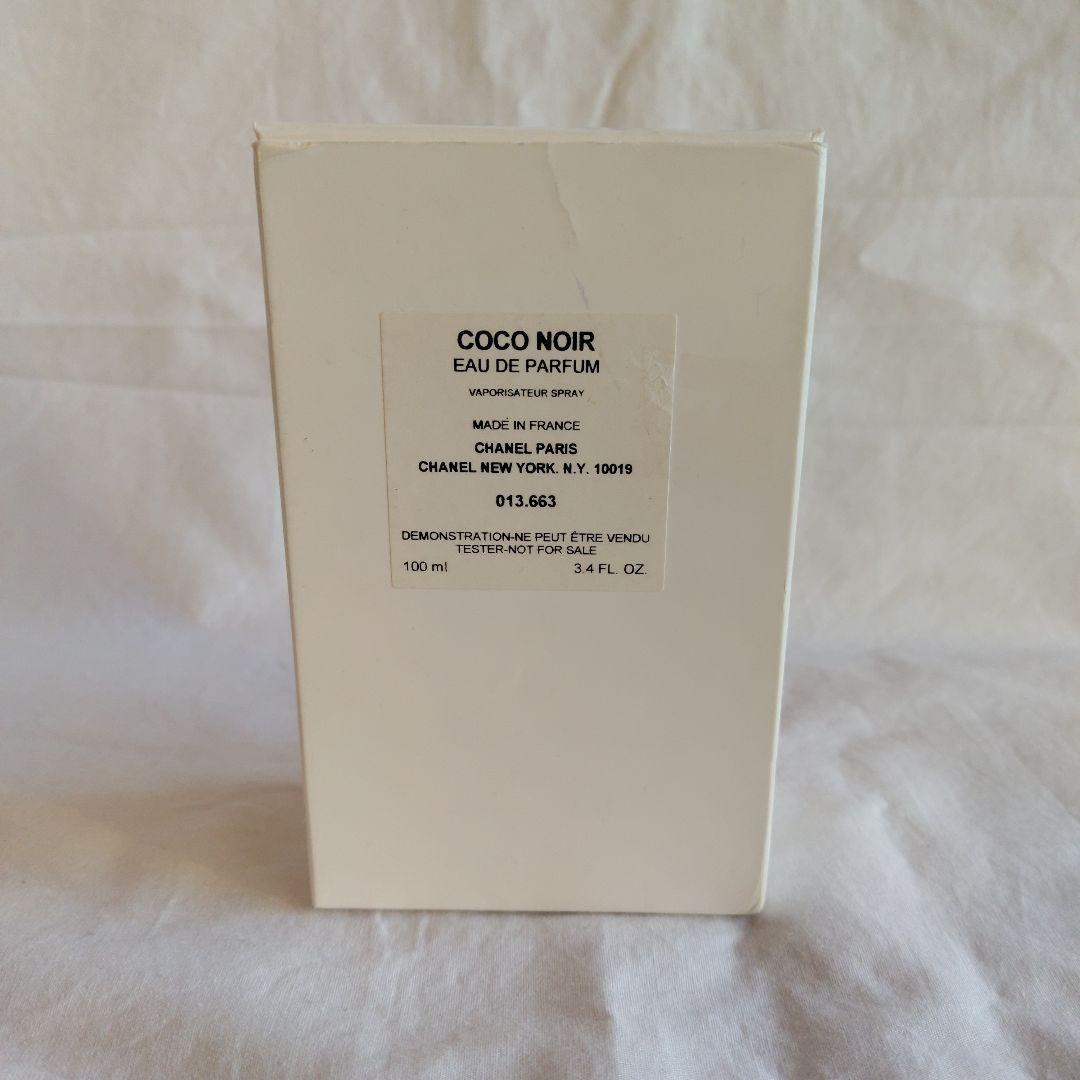 COCO NOIR
EAU DE PARFUM
VAPORISATEUR SPRAY
MADE IN FRANCE
CHANEL PARIS
CHANEL NEW YORK. N.Y. 10019
013.663
DEMONSTRATION-NE PEUT ÊTRE VENDU
TESTER-NOT FOR SALE
100 ml 3.4 FL. OZ.